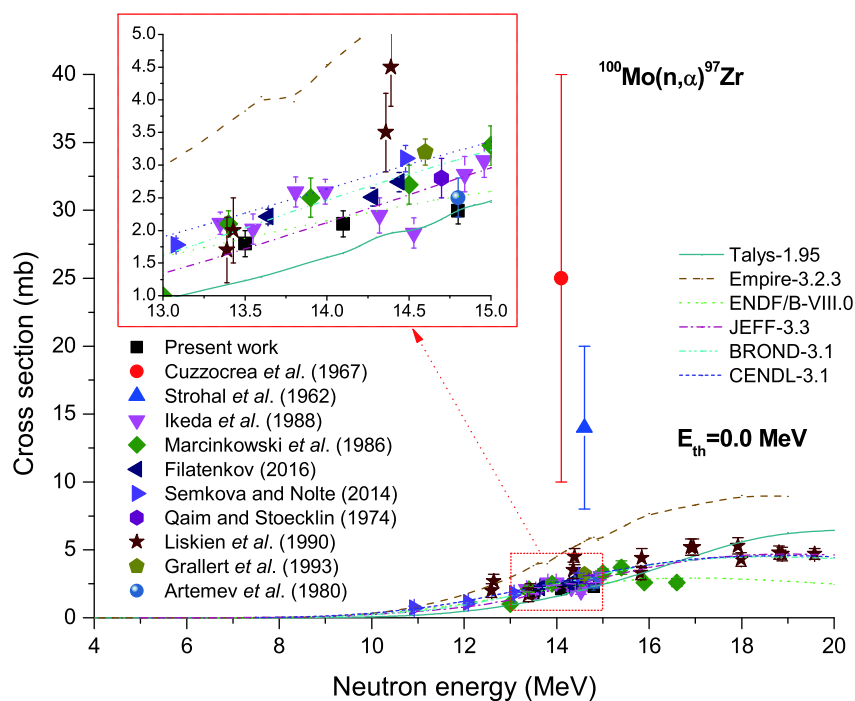 5.0
4.5
4.0
3.5
3.0
2.5
2.0
1.5
1.0
13.0 13.5 14.0 14.5 15.0
¹⁰⁰Mo(n,α)⁹⁷Zr
40
35
30
25
20
15
10
5
0
Cross section (mb)
Present work
Cuzzocrea et al. (1967)
Strohal et al. (1962)
Ikeda et al. (1988)
Marcinkowski et al. (1986)
Filatenkov (2016)
Semkova and Nolte (2014)
Qaim and Stoecklin (1974)
Liskien et al. (1990)
Grallert et al. (1993)
Artemev et al. (1980)
Talys-1.95
Empire-3.2.3
ENDF/B-VIII.0
JEFF-3.3
BROND-3.1
CENDL-3.1
Eₜₕ=0.0 MeV
4 6 8 10 12 14 16 18 20
Neutron energy (MeV)